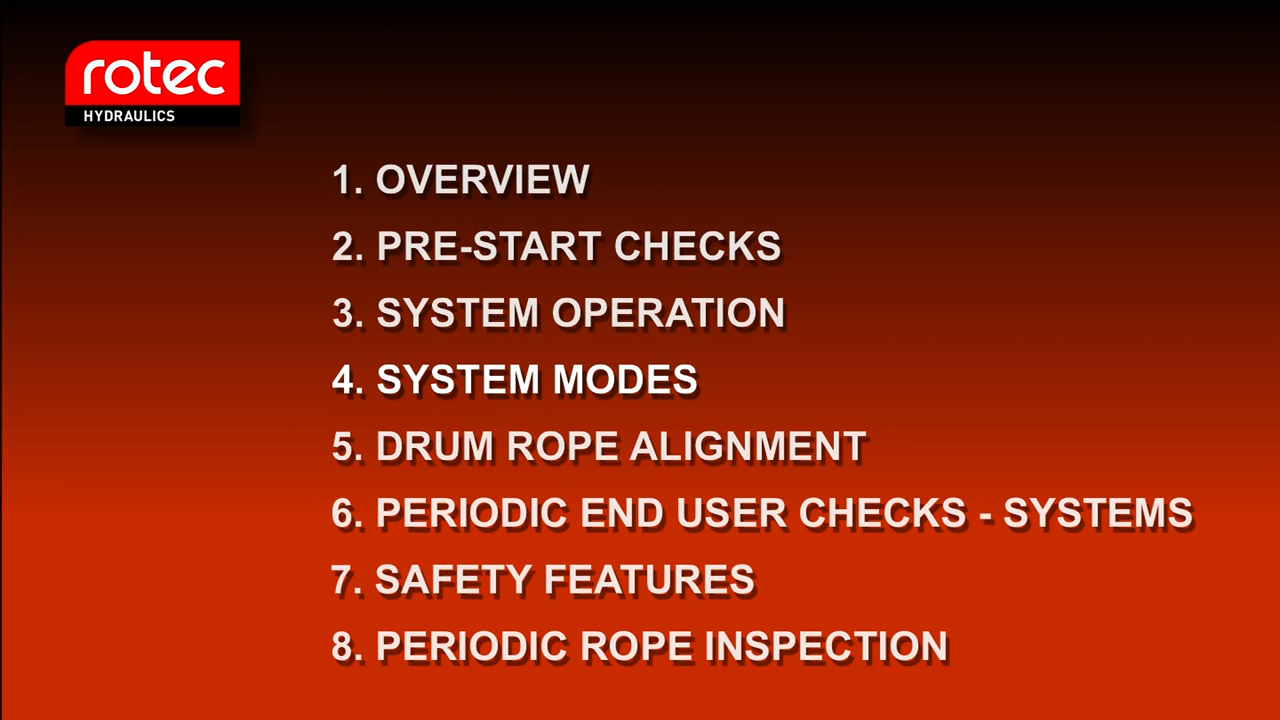 rotec
HYDRAULICS
1. OVERVIEW
2. PRE-START CHECKS
3. SYSTEM OPERATION
4. SYSTEM MODES
5. DRUM ROPE ALIGNMENT
6. PERIODIC END USER CHECKS - SYSTEMS
7. SAFETY FEATURES
8. PERIODIC ROPE INSPECTION